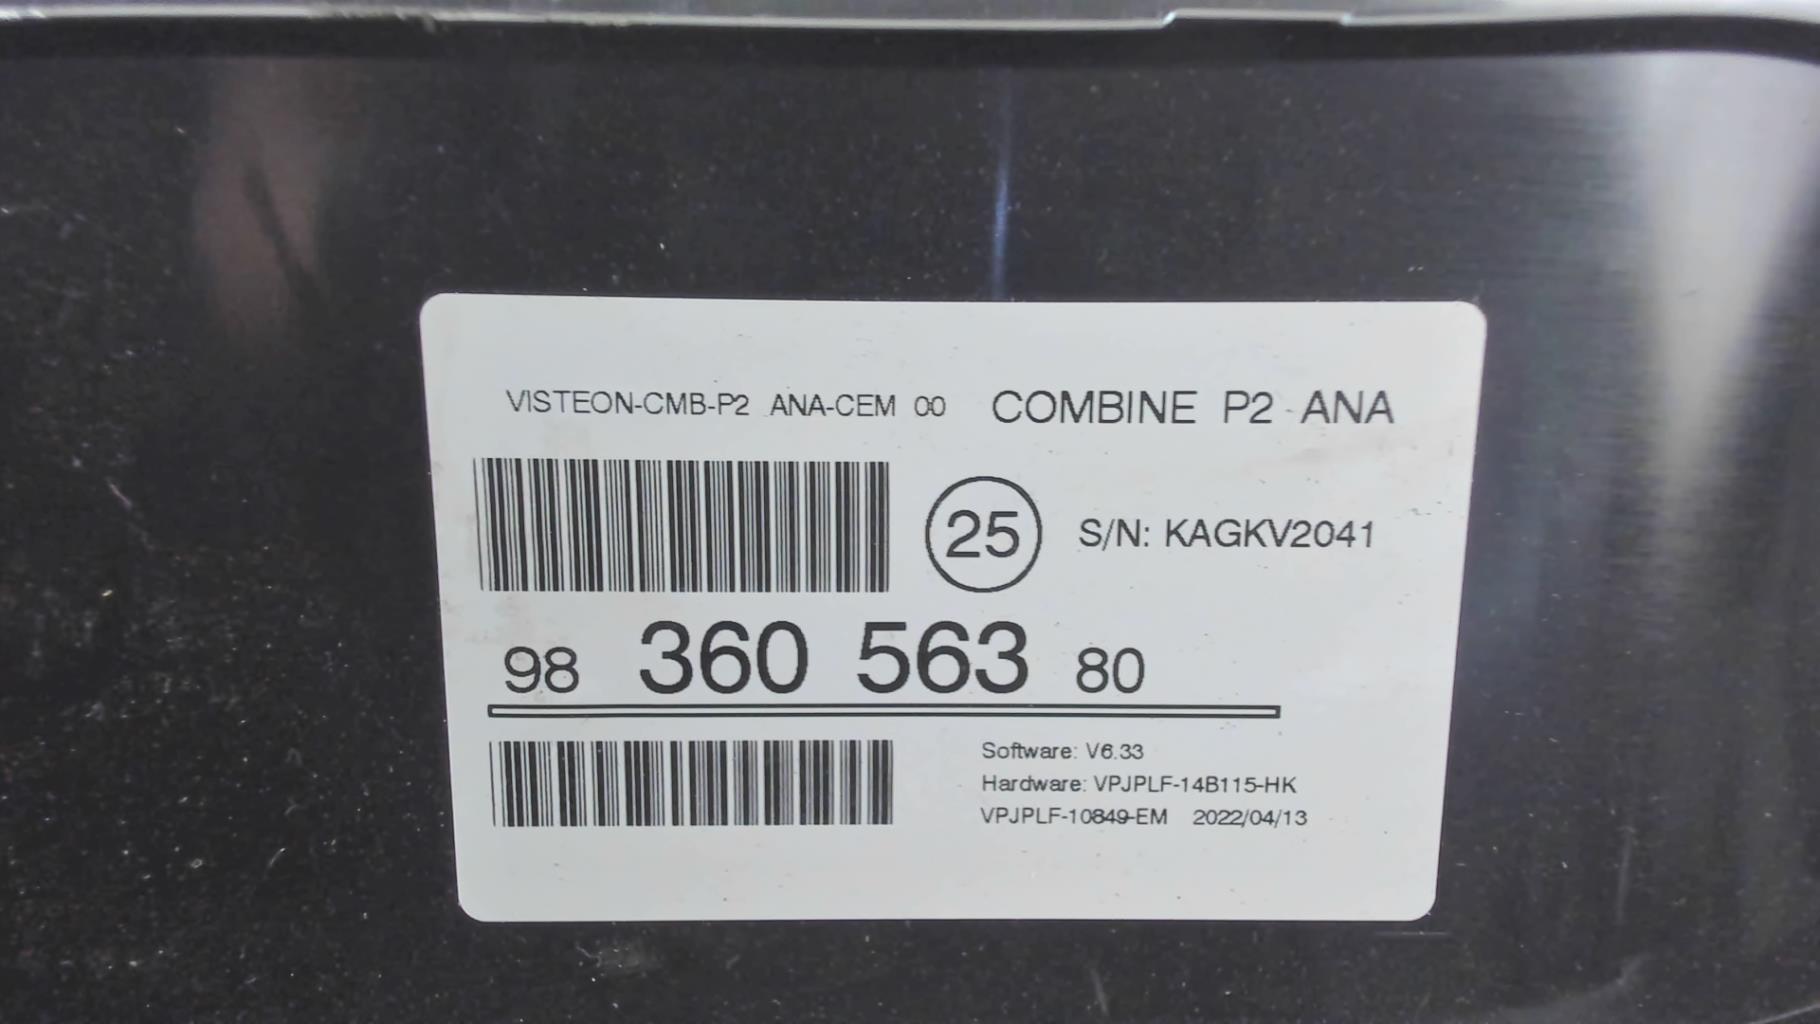 VISTEON-CMB-P2 ANA-CEM 00 COMBINE P2 ANA
25 S/N: KAGKV2041
98 360 563 80
Software: V6.33
Hardware: VPJPLF-14B115-HK
VPJPLF-10849-EM 2022/04/13